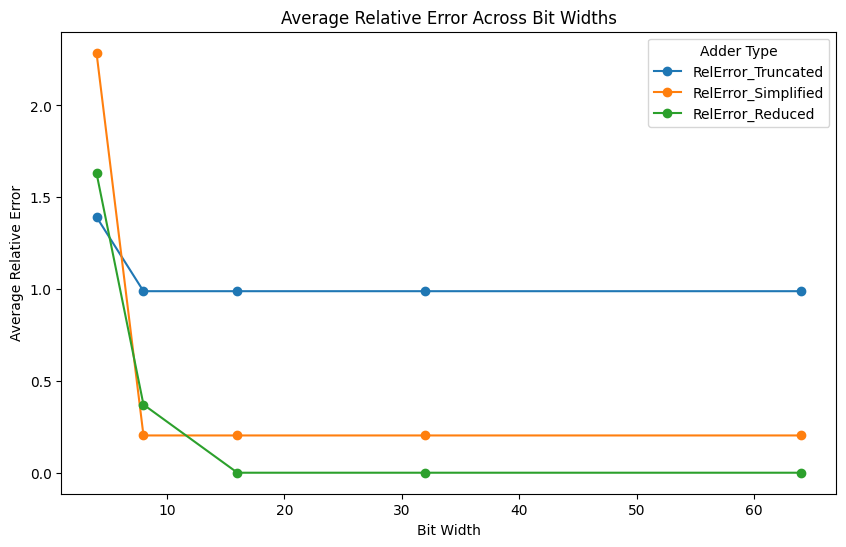 Average Relative Error Across Bit Widths
Adder Type
RelError_Truncated
RelError_Simplified
RelError_Reduced
Average Relative Error
2.0
1.5
1.0
0.5
0.0
10 20 30 40 50 60
Bit Width